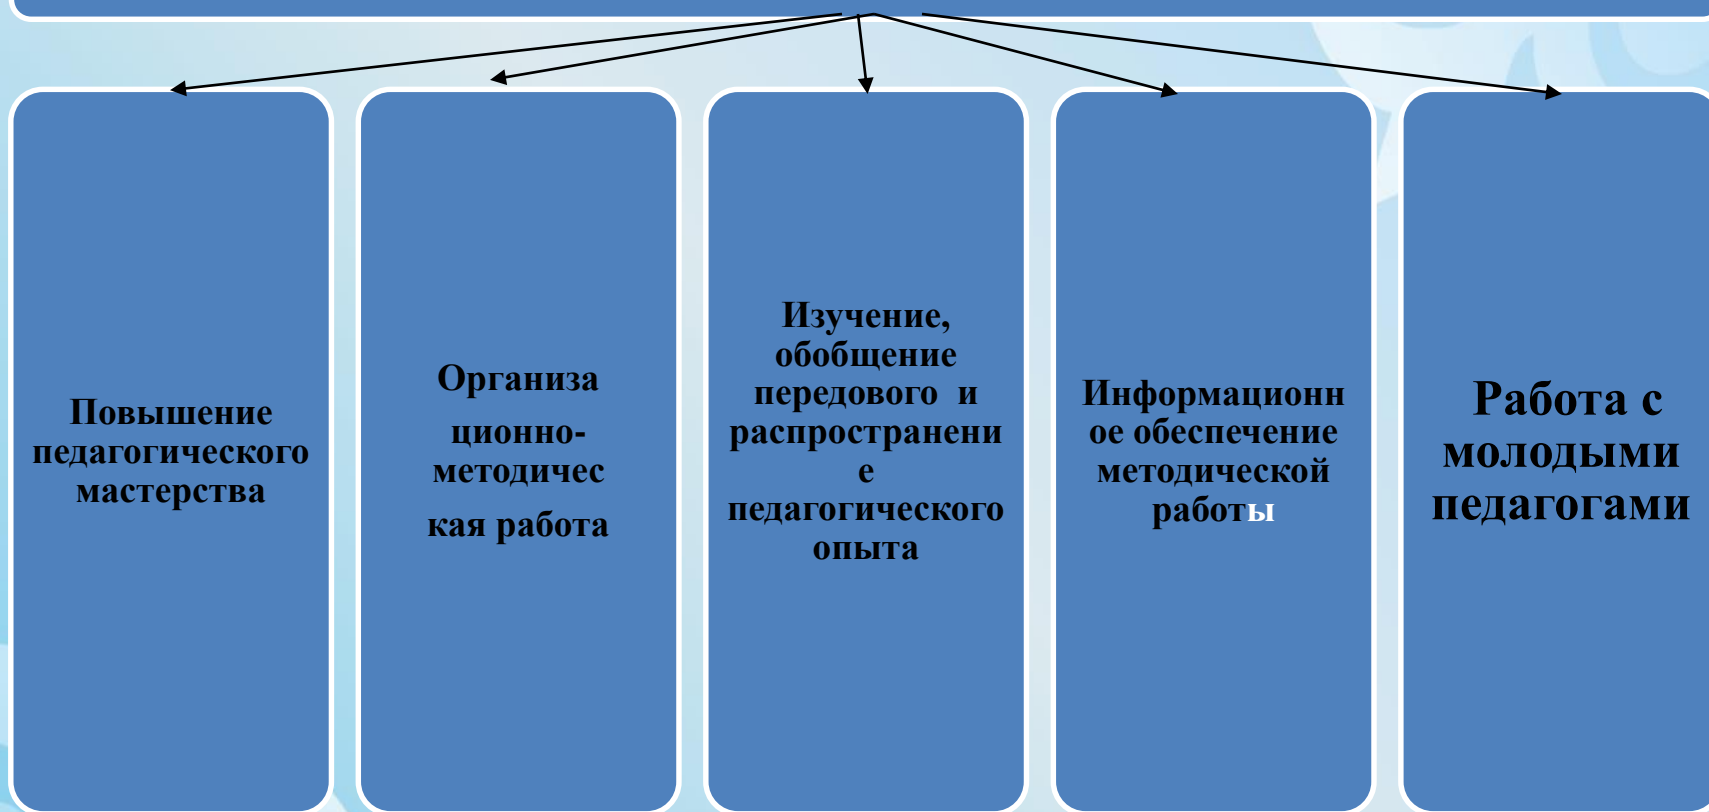 Повышение
педагогического
мастерства
Организа
ционно-
методичес
кая работа
Изучение,
обобщение
передового  и
распространени
е
педагогического
опыта
Информационн
ое обеспечение
методической
работы
Работа с
молодыми
педагогами